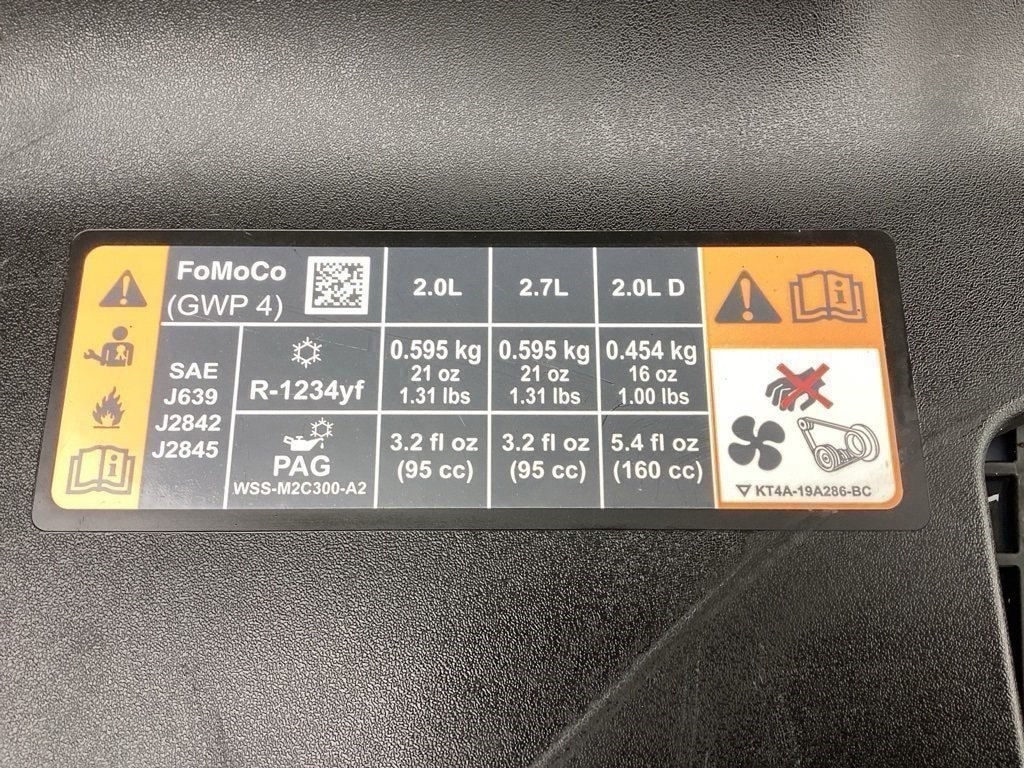 FoMoCo
(GWP 4)
2.0L
2.7L
2.0L D
SAE
J639
J2842
J2845
R-1234yf
0.595 kg
21 oz
1.31 lbs
0.595 kg
21 oz
1.31 lbs
0.454 kg
16 oz
1.00 lbs
PAG
WSS-M2C300-A2
3.2 fl oz
(95 cc)
3.2 fl oz
(95 cc)
5.4 fl oz
(160 cc)
KT4A-19A286-BC